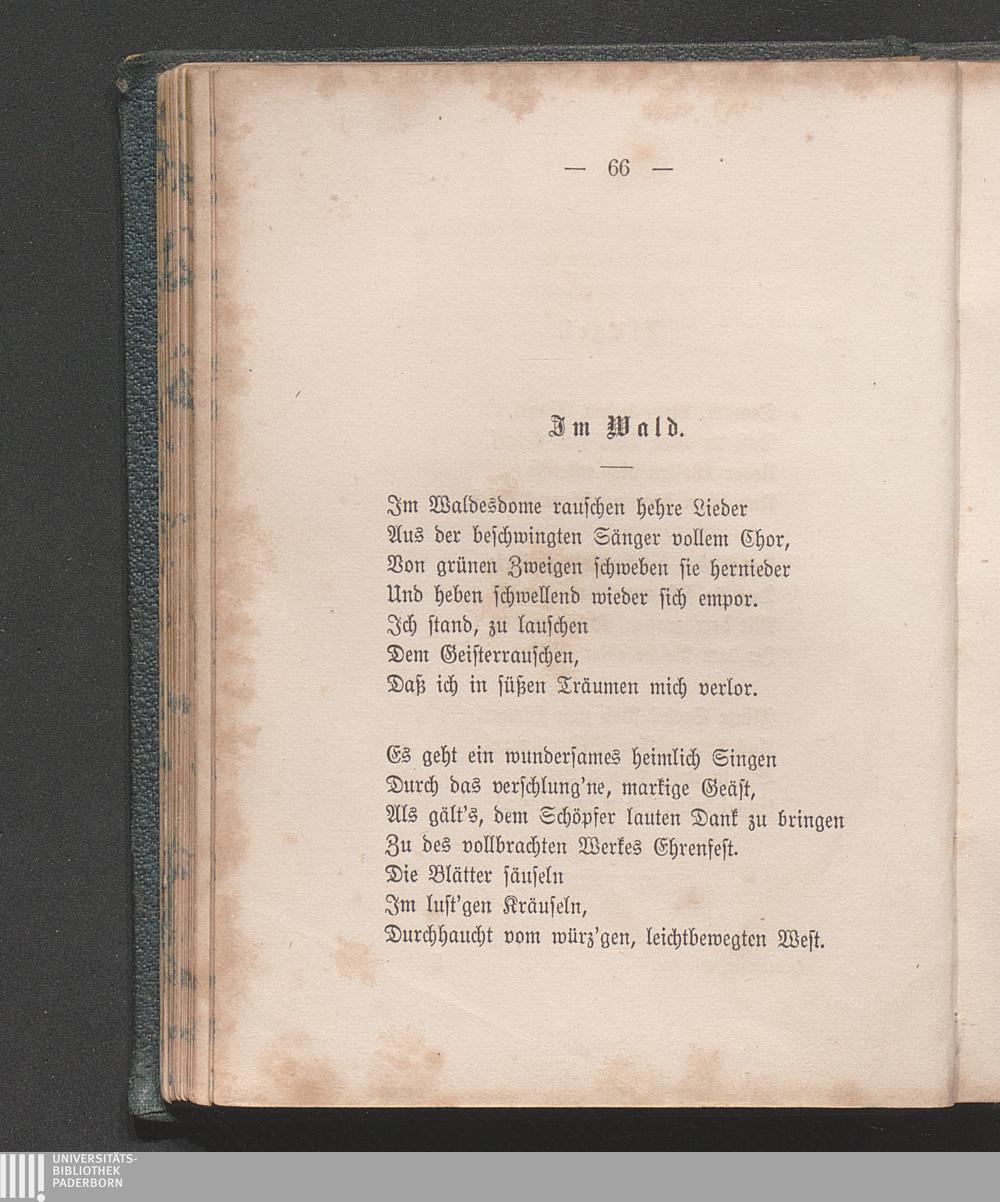 — 66 —
Im Wald.
Im Waldesdome rauschen hehre Lieder
Aus der beschwingten Sänger vollem Chor,
Von grünen Zweigen schweben sie hernieder
Und heben schwellend wieder sich empor.
Ich stand, zu lauschen
Dem Geisterrauschen,
Daß ich in süßen Träumen mich verlor.
Es geht ein wundersames heimlich Singen
Durch das verschlung'ne, markige Geäst,
Als gält's, dem Schöpfer lauten Dank zu bringen
Zu des vollbrachten Werkes Ehrenfest.
Die Blätter säuseln
Im lust'gen Kräuseln,
Durchhaucht vom würz'gen, leichtbewegten West.
UNIVERSITÄTS-
BIBLIOTHEK
PADERBORN